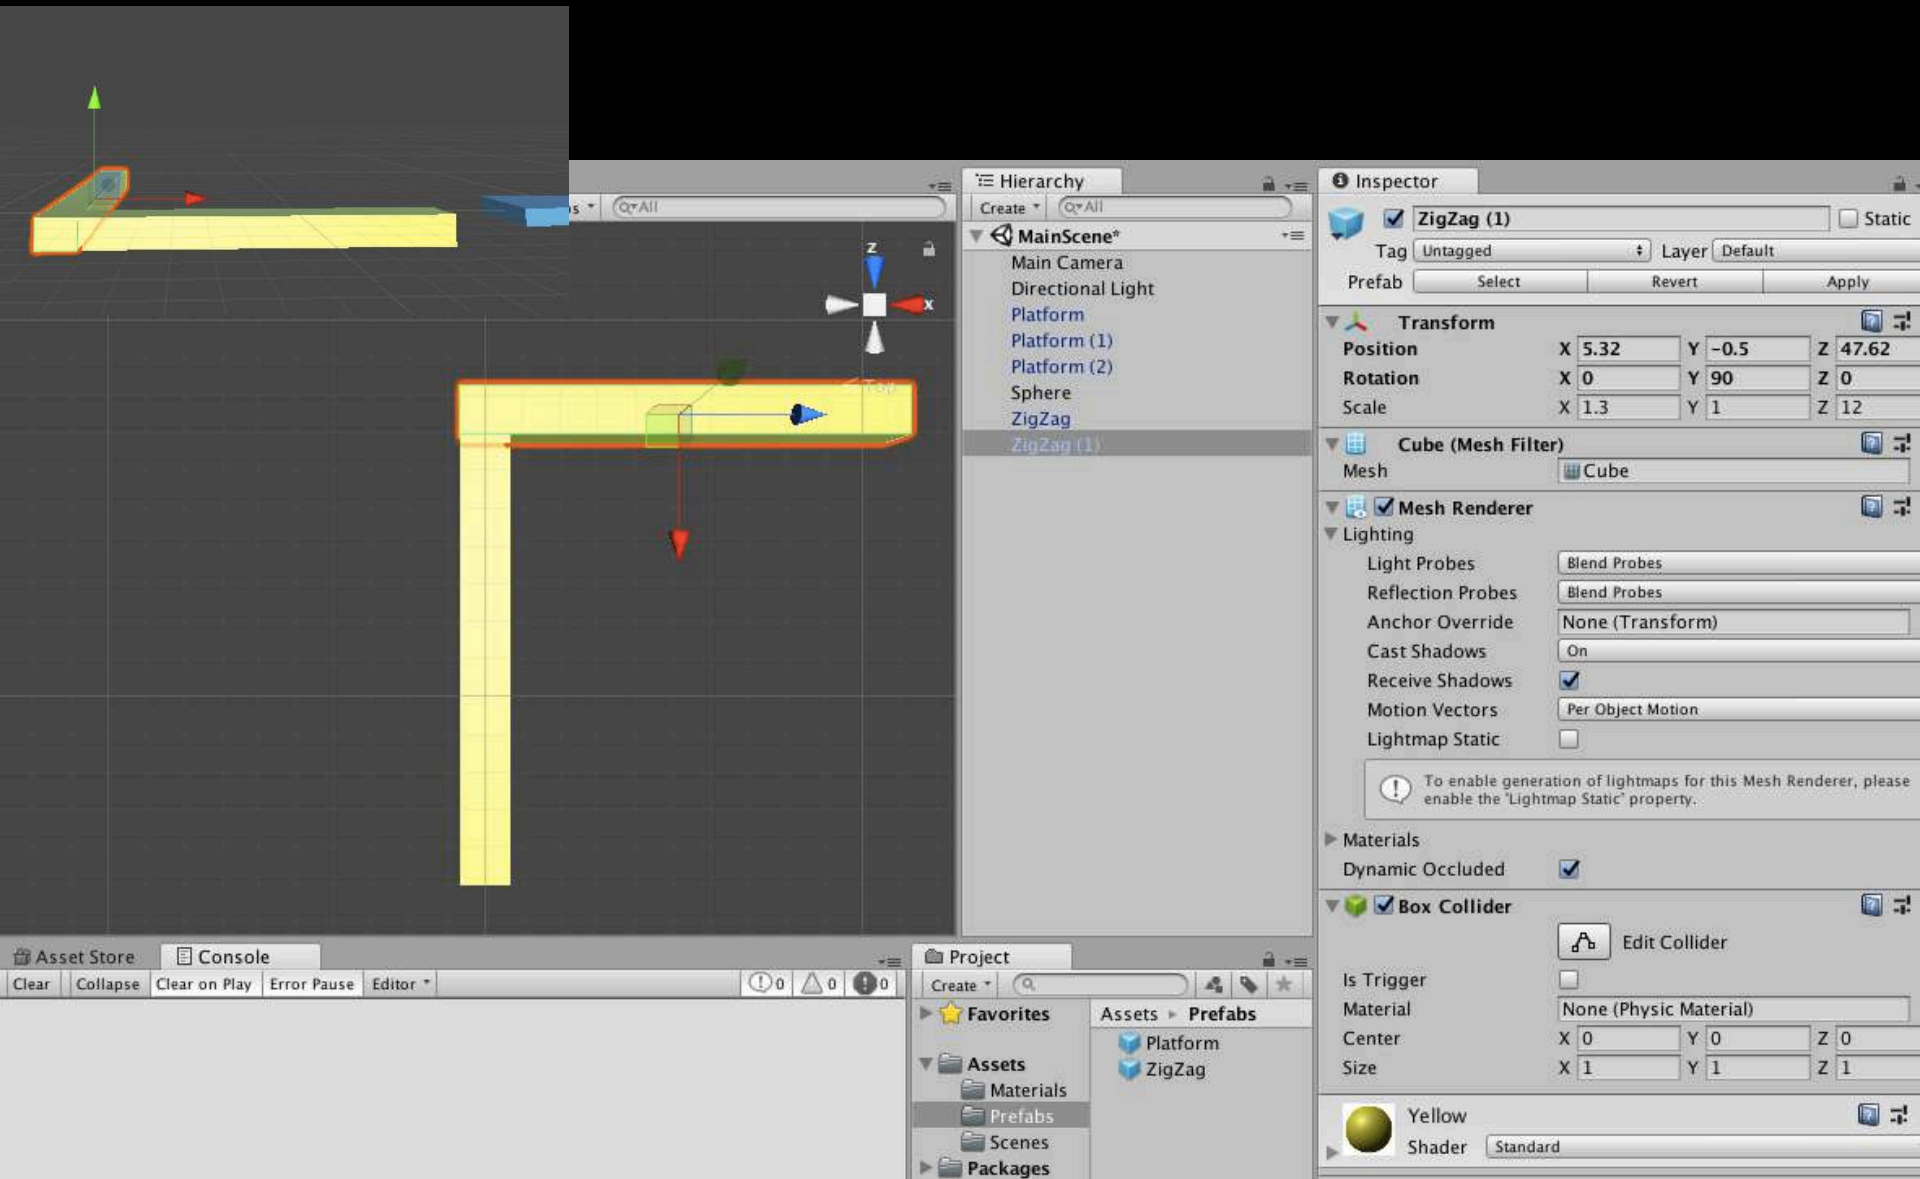 s All
z
x
Top
Hierarchy
Create All
MainScene*
Main Camera
Directional Light
Platform
Platform (1)
Platform (2)
Sphere
ZigZag
ZigZag (1)
Inspector
ZigZag (1) Static
Tag Untagged Layer Default
Prefab Select Revert Apply
Transform
Position X 5.32 Y -0.5 Z 47.62
Rotation X 0 Y 90 Z 0
Scale X 1.3 Y 1 Z 12
Cube (Mesh Filter)
Mesh Cube
Mesh Renderer
Lighting
Light Probes Blend Probes
Reflection Probes Blend Probes
Anchor Override None (Transform)
Cast Shadows On
Receive Shadows
Motion Vectors Per Object Motion
Lightmap Static
To enable generation of lightmaps for this Mesh Renderer, please
enable the 'Lightmap Static' property.
Materials
Dynamic Occluded
Box Collider
Edit Collider
Is Trigger
Material None (Physic Material)
Center X 0 Y 0 Z 0
Size X 1 Y 1 Z 1
Yellow
Shader Standard
Asset Store Console
Clear Collapse Clear on Play Error Pause Editor 0 0 0
Project
Create
Favorites
Assets
Materials
Prefabs
Scenes
Packages
Assets Prefabs
Platform
ZigZag